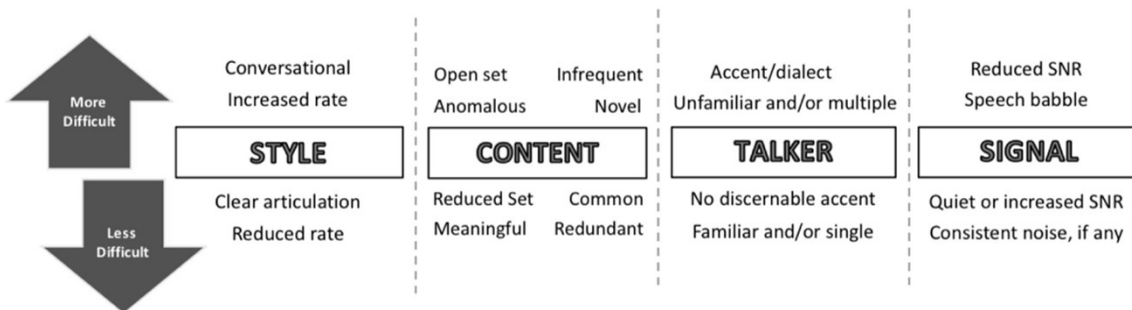 More
Difficult
Conversational
Increased rate
STYLE
Clear articulation
Reduced rate
Less
Difficult
Open set Infrequent
Anomalous Novel
CONTENT
Reduced Set Common
Meaningful Redundant
Accent/dialect
Unfamiliar and/or multiple
TALKER
No discernable accent
Familiar and/or single
Reduced SNR
Speech babble
SIGNAL
Quiet or increased SNR
Consistent noise, if any